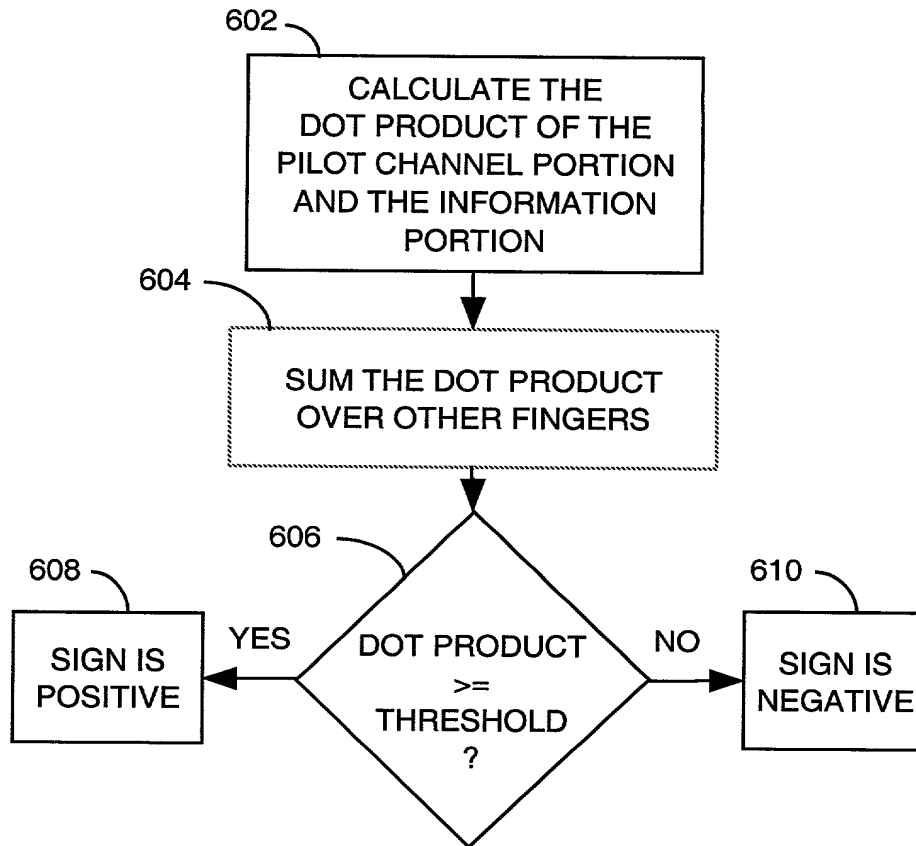 602
CALCULATE THE
DOT PRODUCT OF THE
PILOT CHANNEL PORTION
AND THE INFORMATION
PORTION
604
SUM THE DOT PRODUCT
OVER OTHER FINGERS
606
DOT PRODUCT
>=
THRESHOLD
?
608
YES
SIGN IS
POSITIVE
610
NO
SIGN IS
NEGATIVE